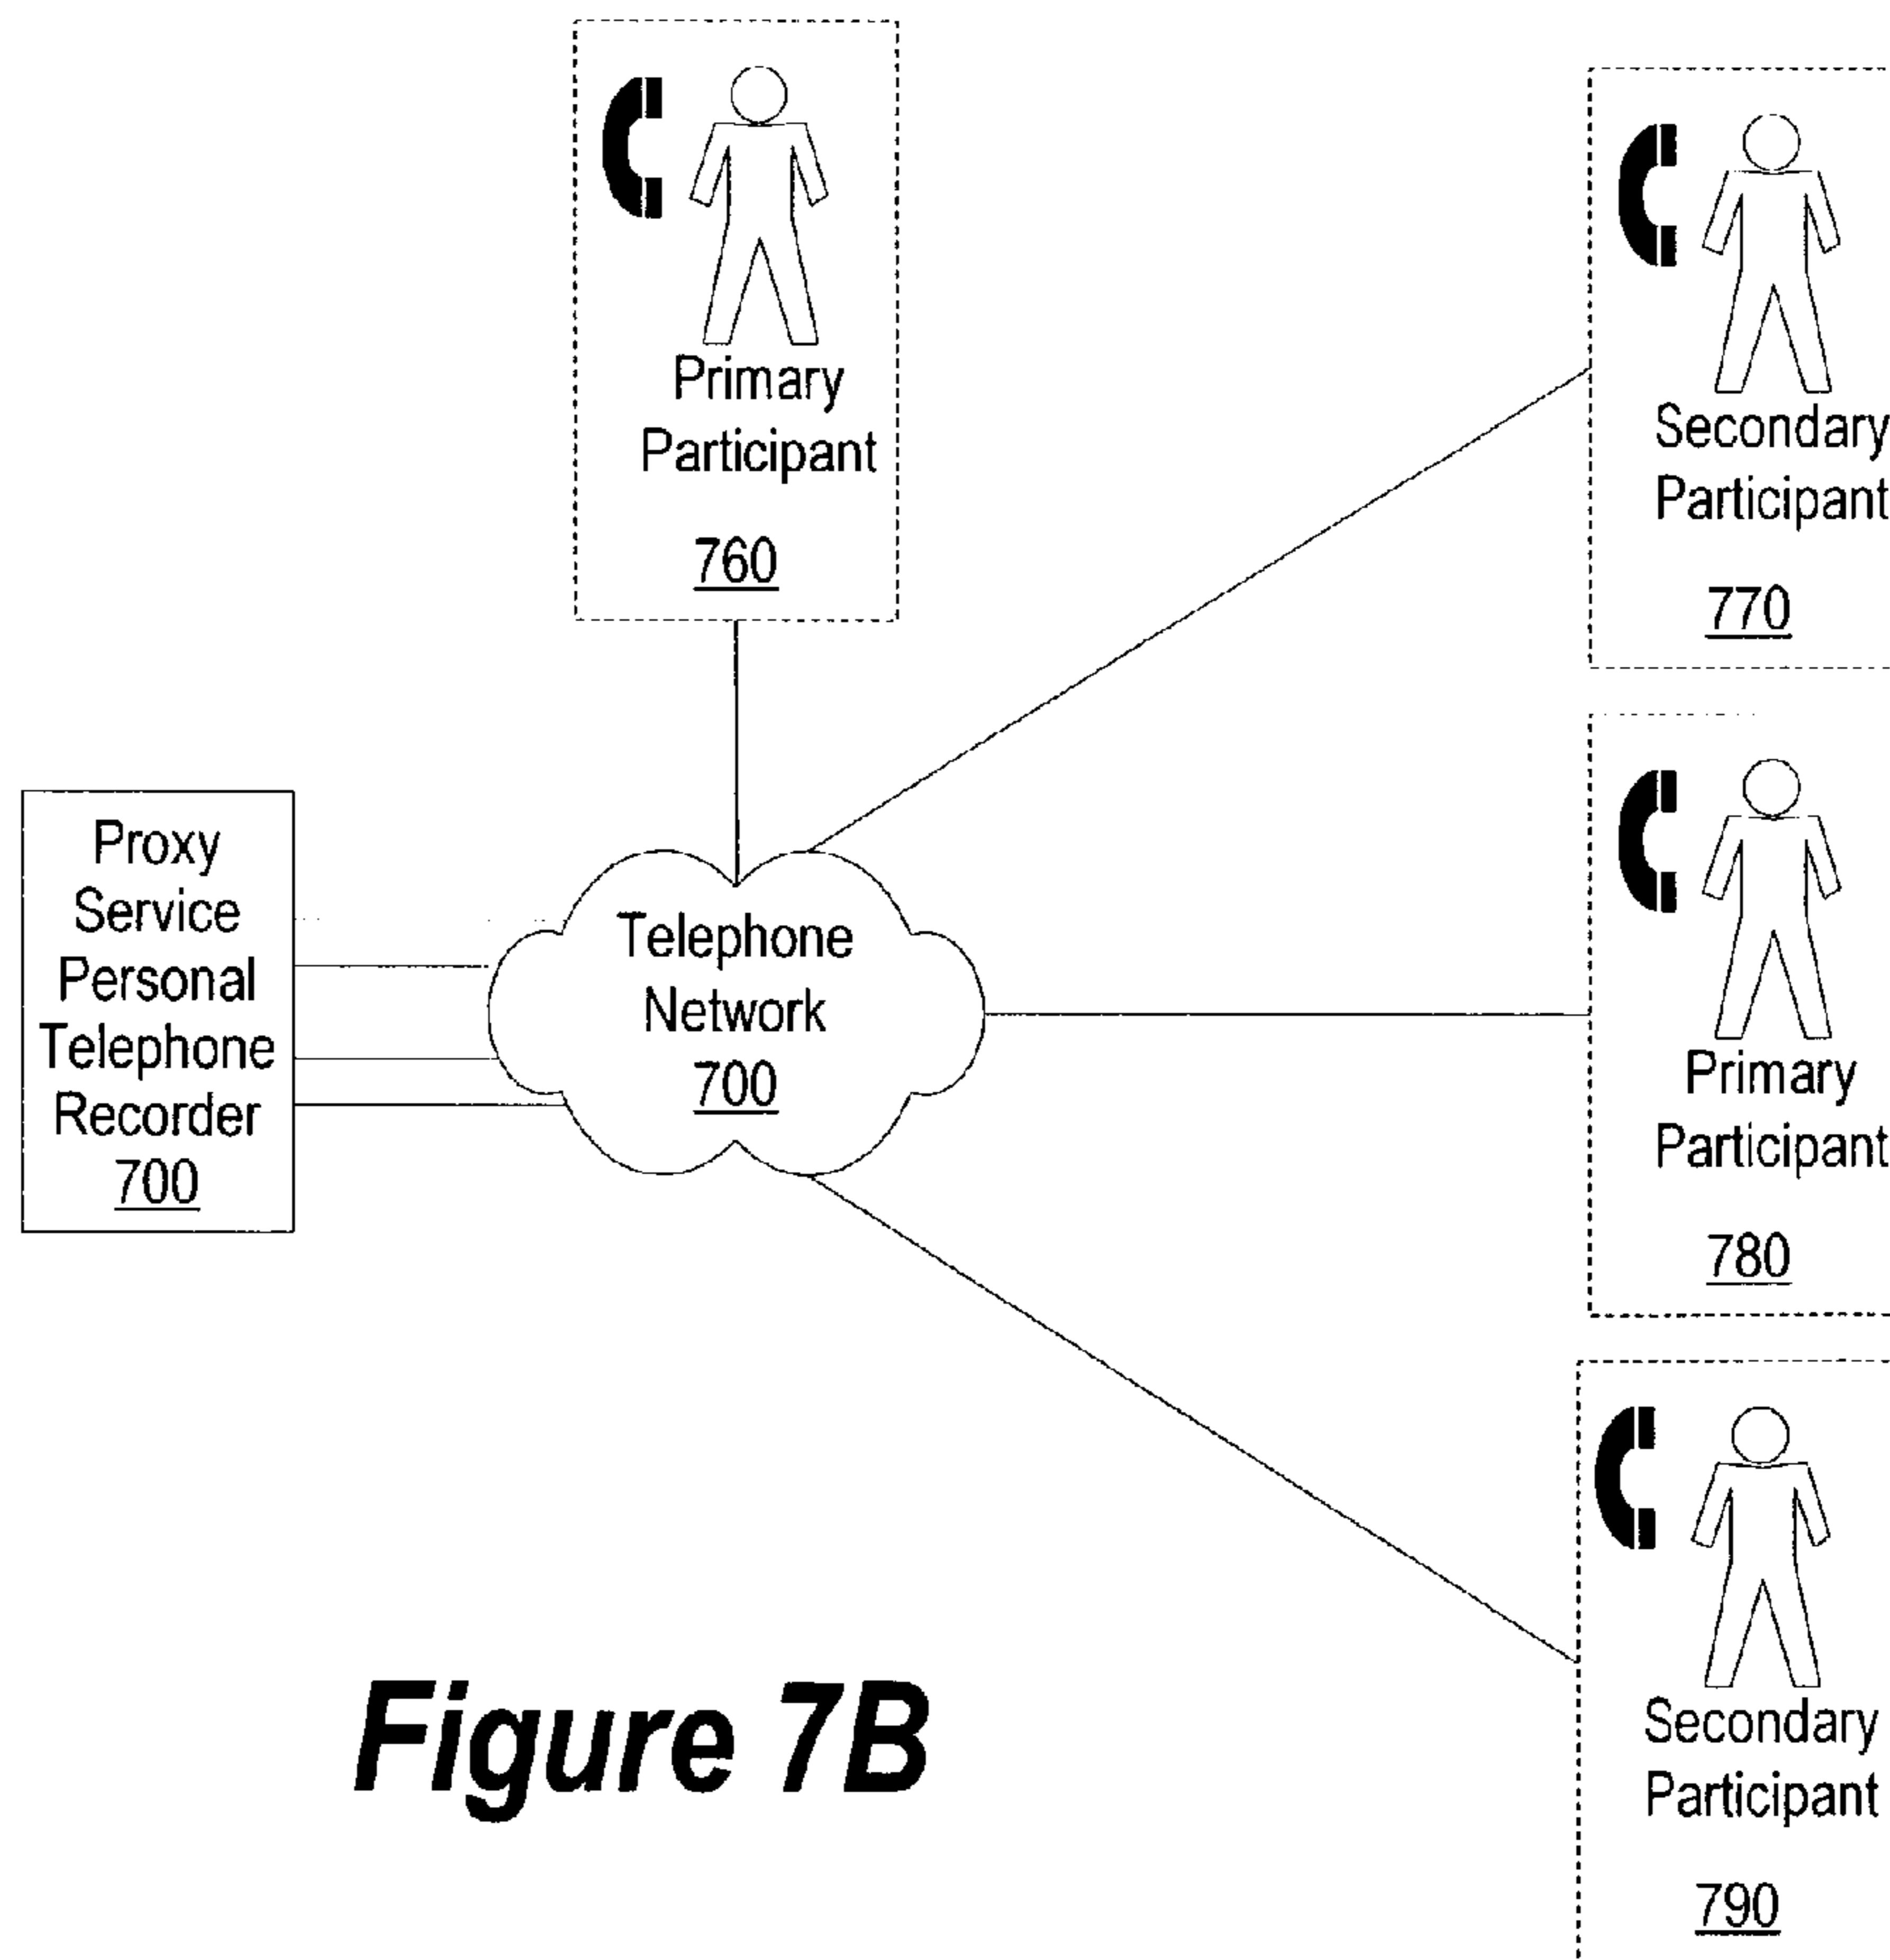 Primary
Participant
760
Secondary
Participant
770
Proxy
Service
Personal
Telephone
Recorder
700
Telephone
Network
700
Primary
Participant
780
Secondary
Participant
790
Figure 7B